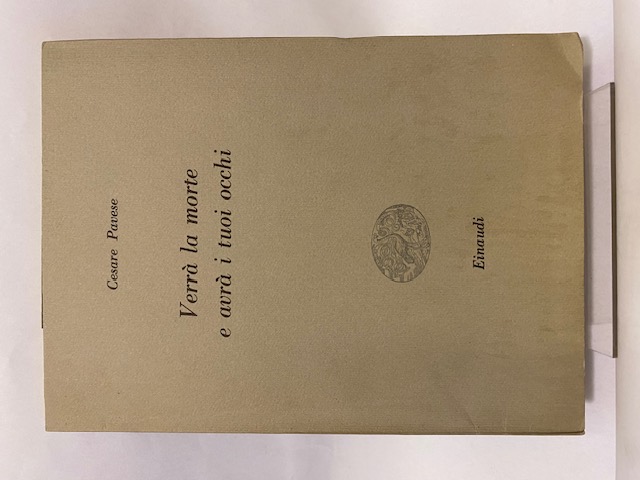 Cesare Pavese
Verrà la morte
e avrà i tuoi occhi
Einaudi